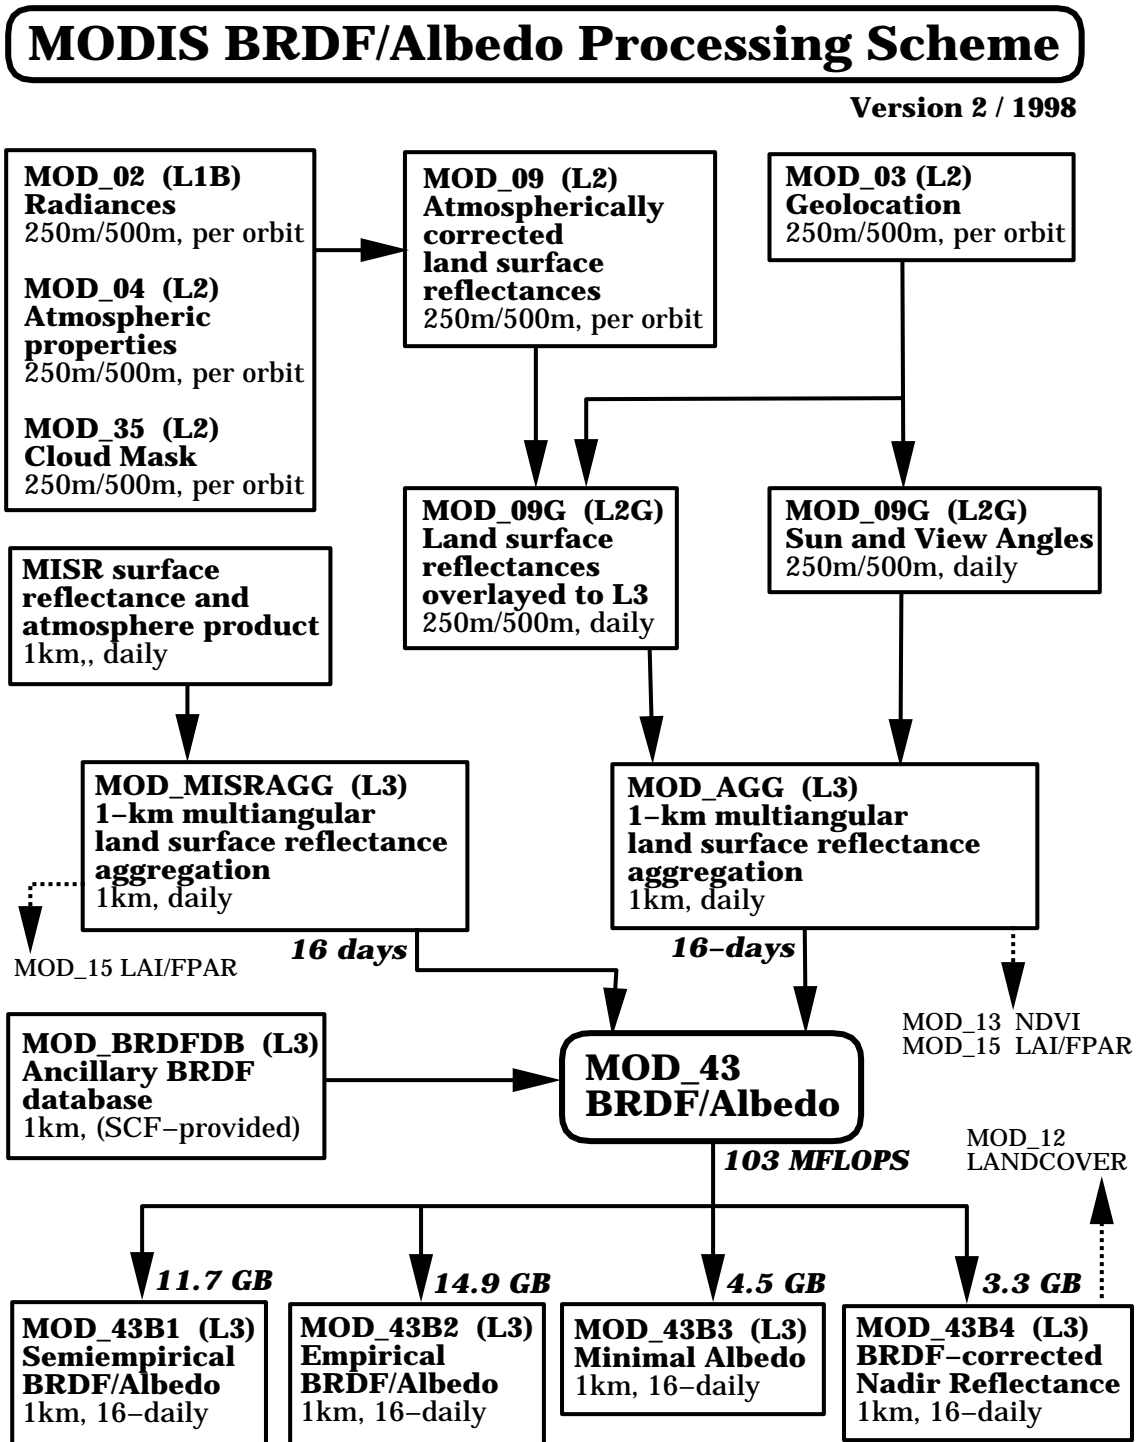 MODIS BRDF/Albedo Processing Scheme
Version 2 / 1998
MOD_02 (L1B)
Radiances
250m/500m, per orbit
MOD_04 (L2)
Atmospheric
properties
250m/500m, per orbit
MOD_35 (L2)
Cloud Mask
250m/500m, per orbit
MOD_09 (L2)
Atmospherically
corrected
land surface
reflectances
250m/500m, per orbit
MOD_03 (L2)
Geolocation
250m/500m, per orbit
MOD_09G (L2G)
Land surface
reflectances
overlayed to L3
250m/500m, daily
MOD_09G (L2G)
Sun and View Angles
250m/500m, daily
MISR surface
reflectance and
atmosphere product
1km,, daily
MOD_MISRAGG (L3)
1-km multiangular
land surface reflectance
aggregation
1km, daily
MOD_AGG (L3)
1-km multiangular
land surface reflectance
aggregation
1km, daily
MOD_15 LAI/FPAR
16 days
16-days
MOD_13 NDVI
MOD_15 LAI/FPAR
MOD_BRDFDB (L3)
Ancillary BRDF
database
1km, (SCF-provided)
MOD_43
BRDF/Albedo
103 MFLOPS
MOD_12
LANDCOVER
11.7 GB
14.9 GB
4.5 GB
3.3 GB
MOD_43B1 (L3)
Semiempirical
BRDF/Albedo
1km, 16-daily
MOD_43B2 (L3)
Empirical
BRDF/Albedo
1km, 16-daily
MOD_43B3 (L3)
Minimal Albedo
1km, 16-daily
MOD_43B4 (L3)
BRDF-corrected
Nadir Reflectance
1km, 16-daily